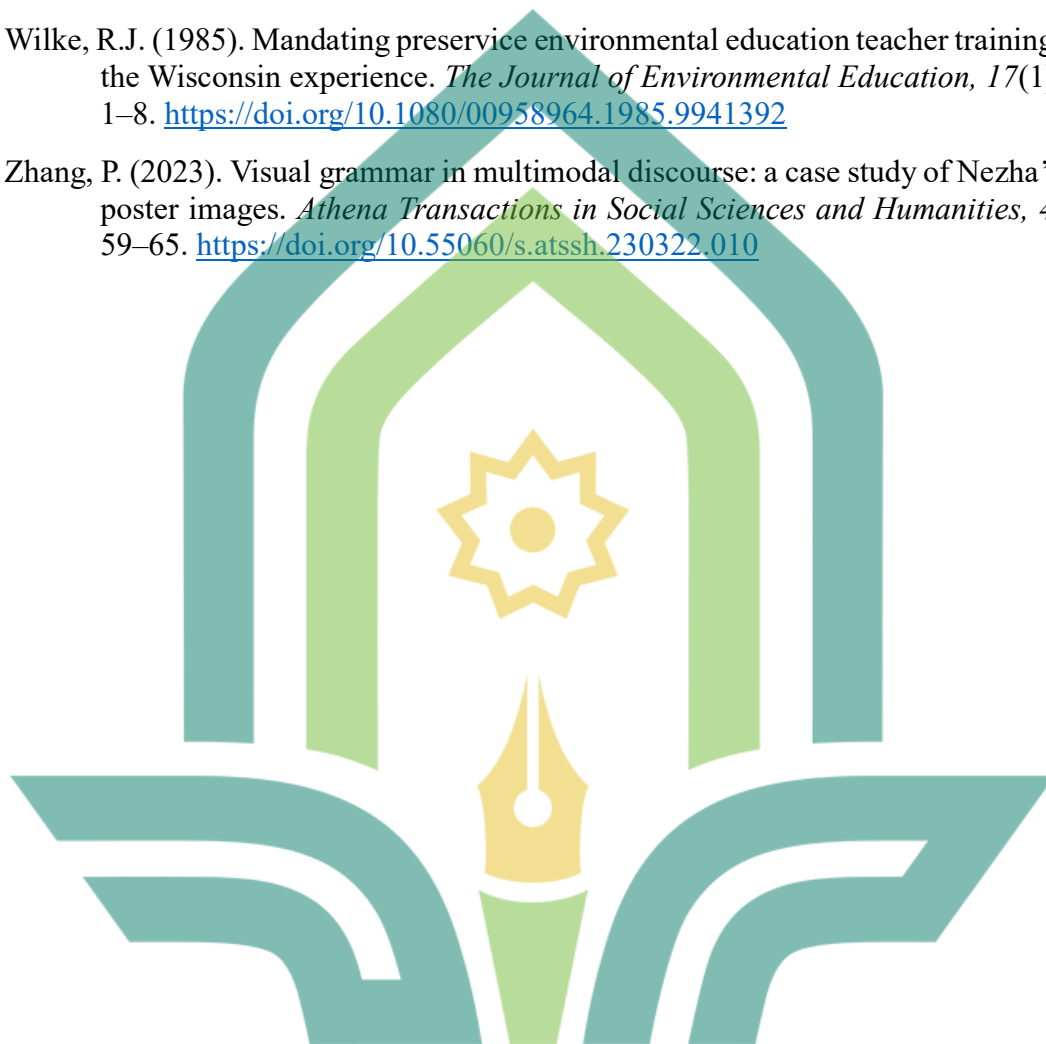 Wilke, R.J. (1985). Mandating preservice environmental education teacher training
the Wisconsin experience. The Journal of Environmental Education, 17(1
1–8. https://doi.org/10.1080/00958964.1985.9941392
Zhang, P. (2023). Visual grammar in multimodal discourse: a case study of Nezha’
poster images. Athena Transactions in Social Sciences and Humanities, 4
59–65. https://doi.org/10.55060/s.atssh.230322.010